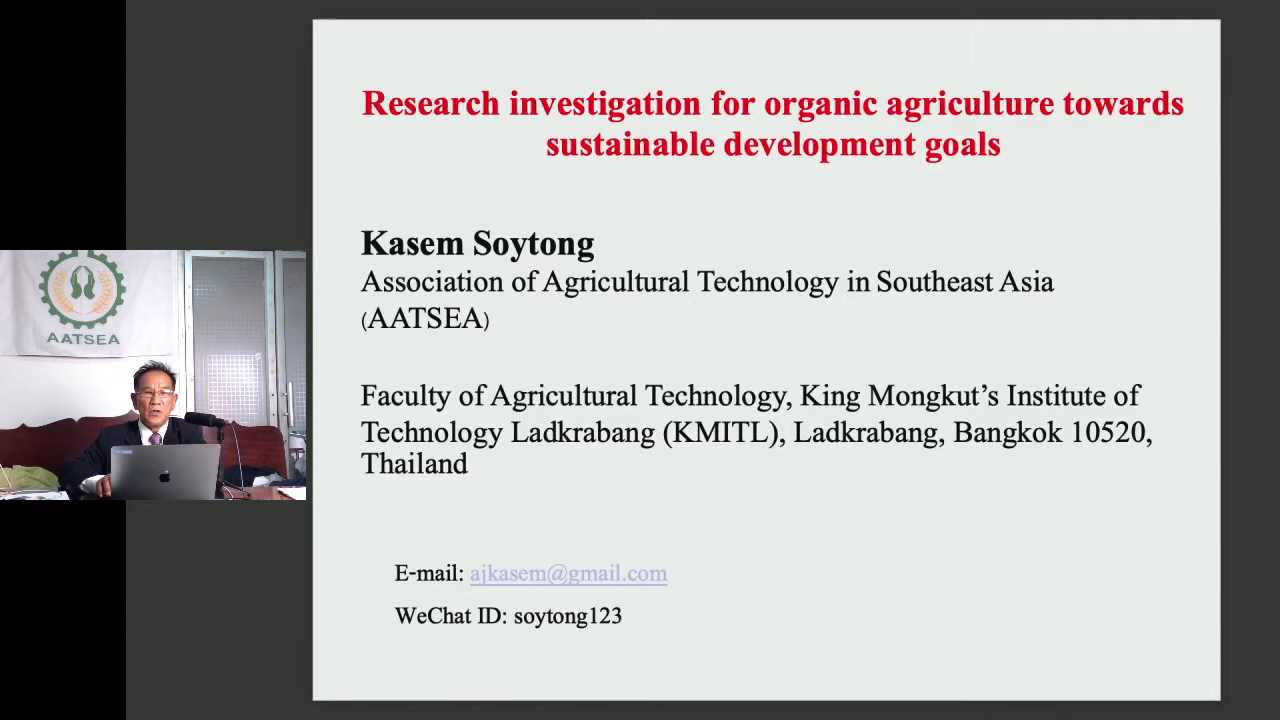 Research investigation for organic agriculture towards
sustainable development goals
Kasem Soytong
Association of Agricultural Technology in Southeast Asia
(AATSEA)
Faculty of Agricultural Technology, King Mongkut’s Institute of
Technology Ladkrabang (KMITL), Ladkrabang, Bangkok 10520,
Thailand
E-mail: ajkasem@gmail.com
WeChat ID: soytong123
AATSEA